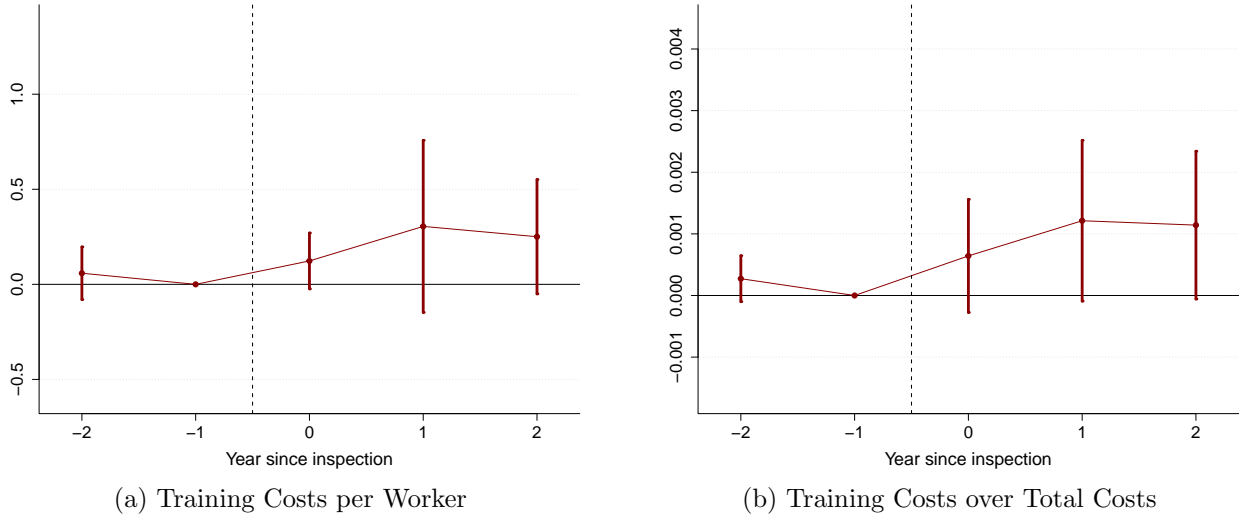 1.0
0.5
0.0
−0.5
−2 −1 0 1 2
Year since inspection
(a) Training Costs per Worker
0.004
0.003
0.002
0.001
0.000
−0.001
−2 −1 0 1 2
Year since inspection
(b) Training Costs over Total Costs